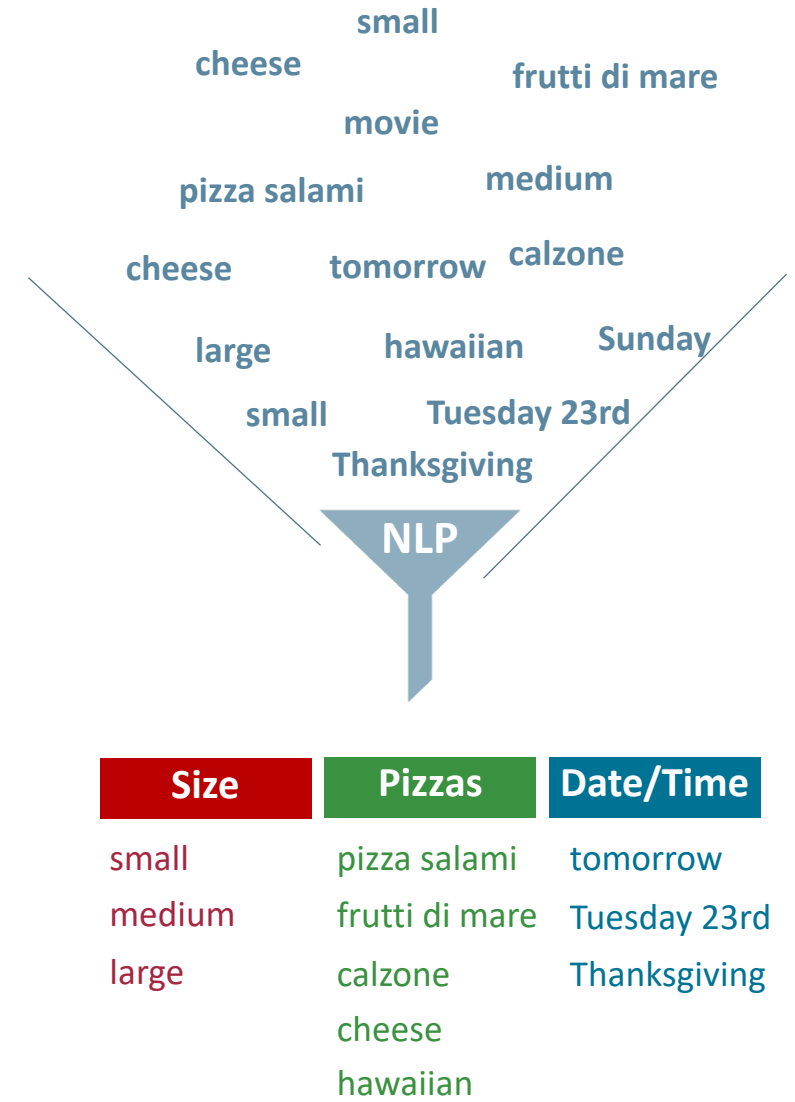 small
cheese
frutti di mare
movie
medium
pizza salami
calzone
cheese
tomorrow
Sunday
large
hawaiian
small
Tuesday 23rd
Thanksgiving
NLP
Size
Pizzas
Date/Time
small
pizza salami
tomorrow
medium
frutti di mare
Tuesday 23rd
large
calzone
Thanksgiving
cheese
hawaiian